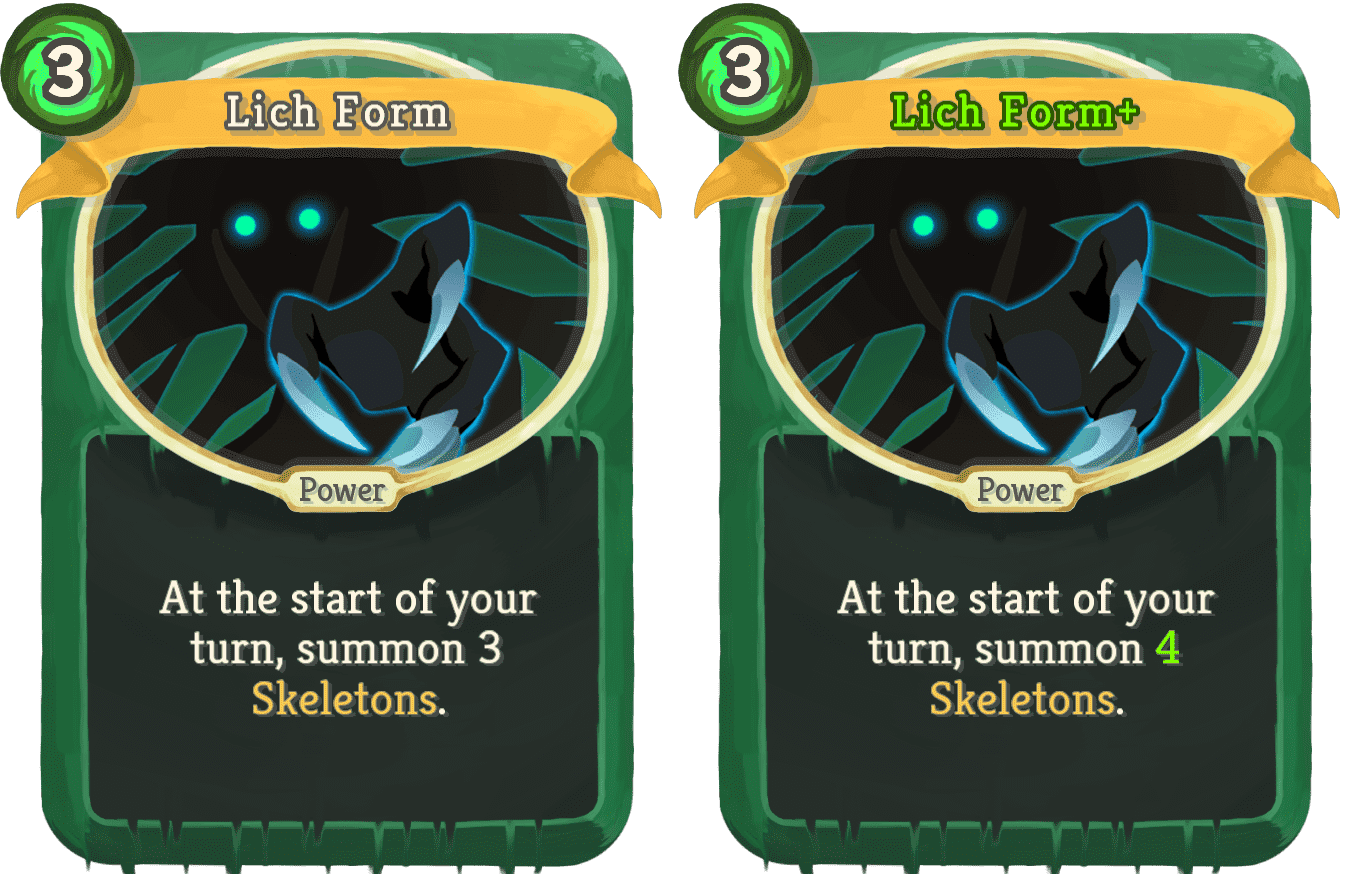 3
Lich Form
Power
At the start of your
turn, summon 3
Skeletons.
3
Lich Form+
Power
At the start of your
turn, summon 4
Skeletons.